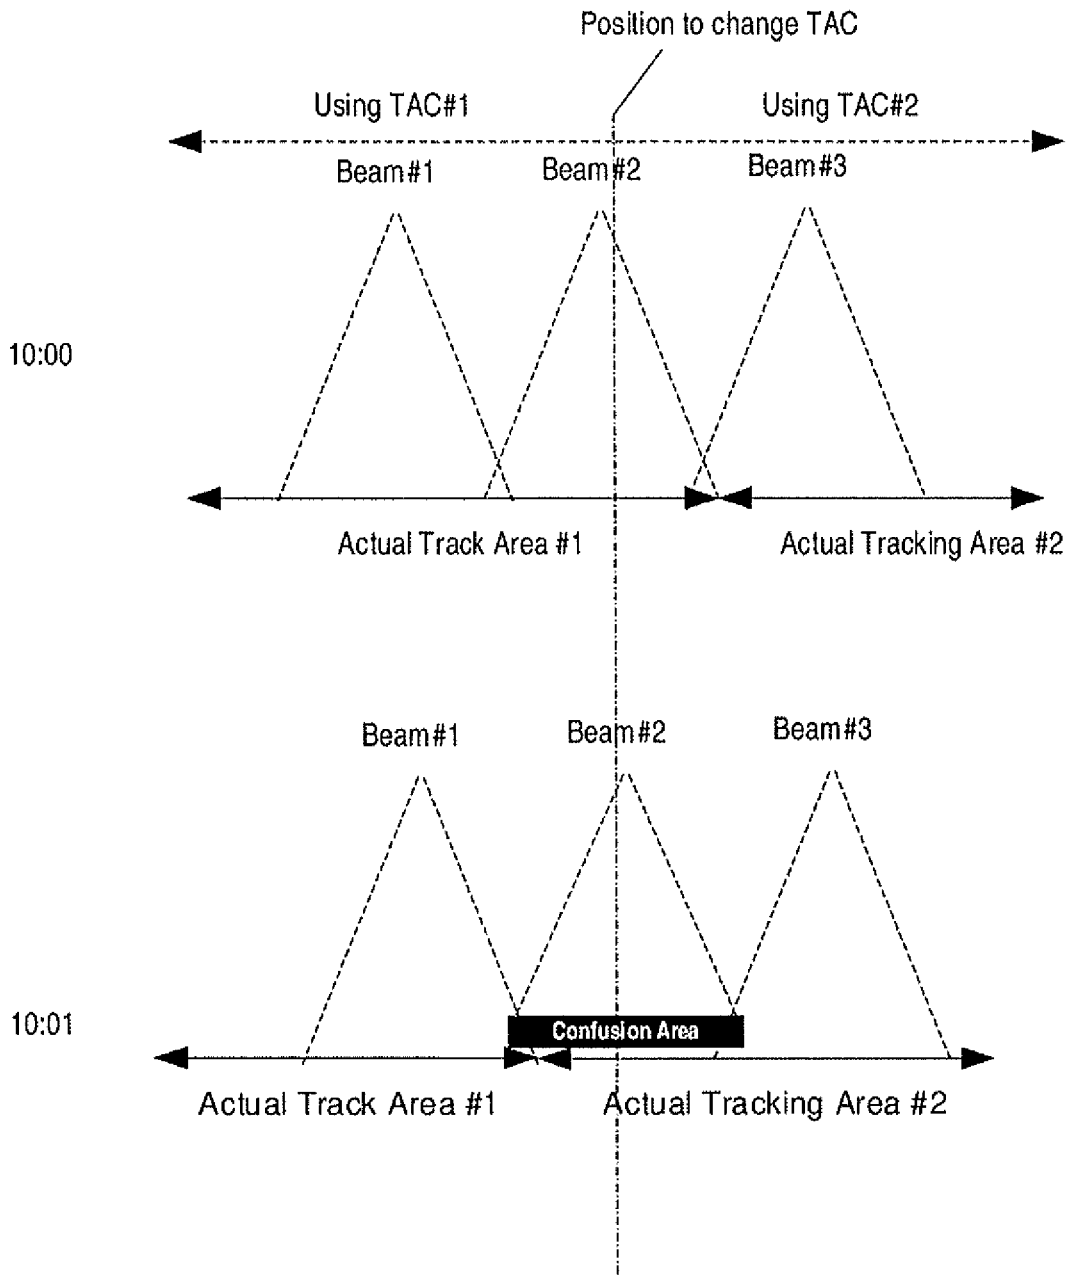 Position to change TAC
Using TAC#1
Using TAC#2
Beam#1
Beam#2
Beam#3
10:00
Actual Track Area #1
Actual Tracking Area #2
Beam#1
Beam#2
Beam#3
10:01
Confusion Area
Actual Track Area #1
Actual Tracking Area #2